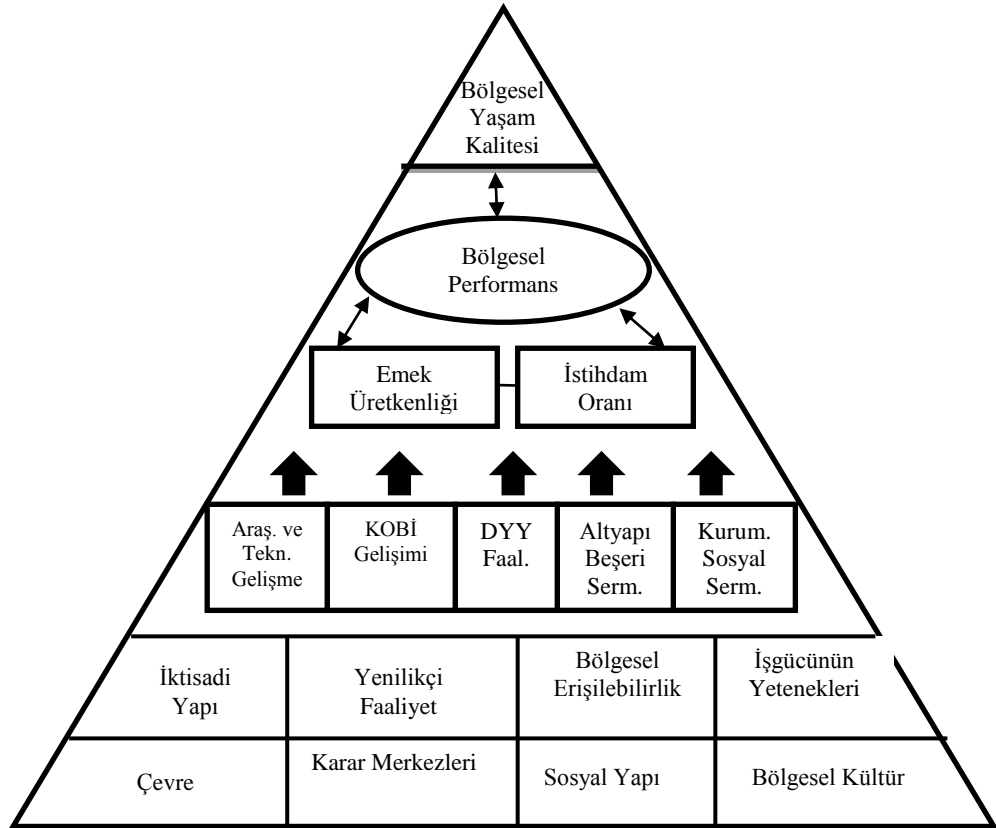 Bölgesel
Yaşam
Kalitesi
Bölgesel
Performans
Emek
Üretkenliği
İstihdam
Oranı
Araş. ve
Tekn.
Gelişme
KOBİ
Gelişimi
DYY
Faal.
Altyapı
Beşeri
Serm.
Kurum.
Sosyal
Serm.
İktisadi
Yapı
Yenilikçi
Faaliyet
Bölgesel
Erişilebilirlik
İşgücünün
Yetenekleri
Çevre
Karar Merkezleri
Sosyal Yapı
Bölgesel Kültür